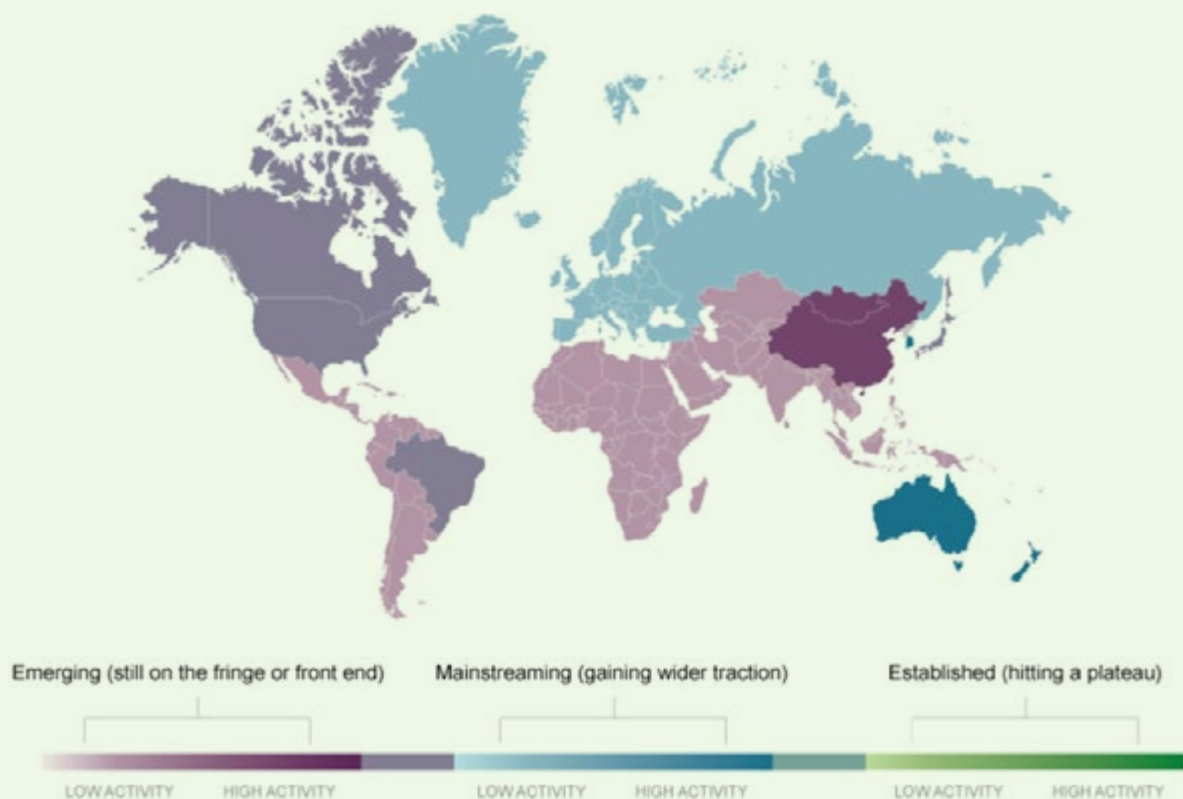 Emerging (still on the fringe or front end) Mainstreaming (gaining wider traction) Established (hitting a plateau)
LOW ACTIVITY HIGH ACTIVITY LOW ACTIVITY HIGH ACTIVITY LOW ACTIVITY HIGH ACTIVITY